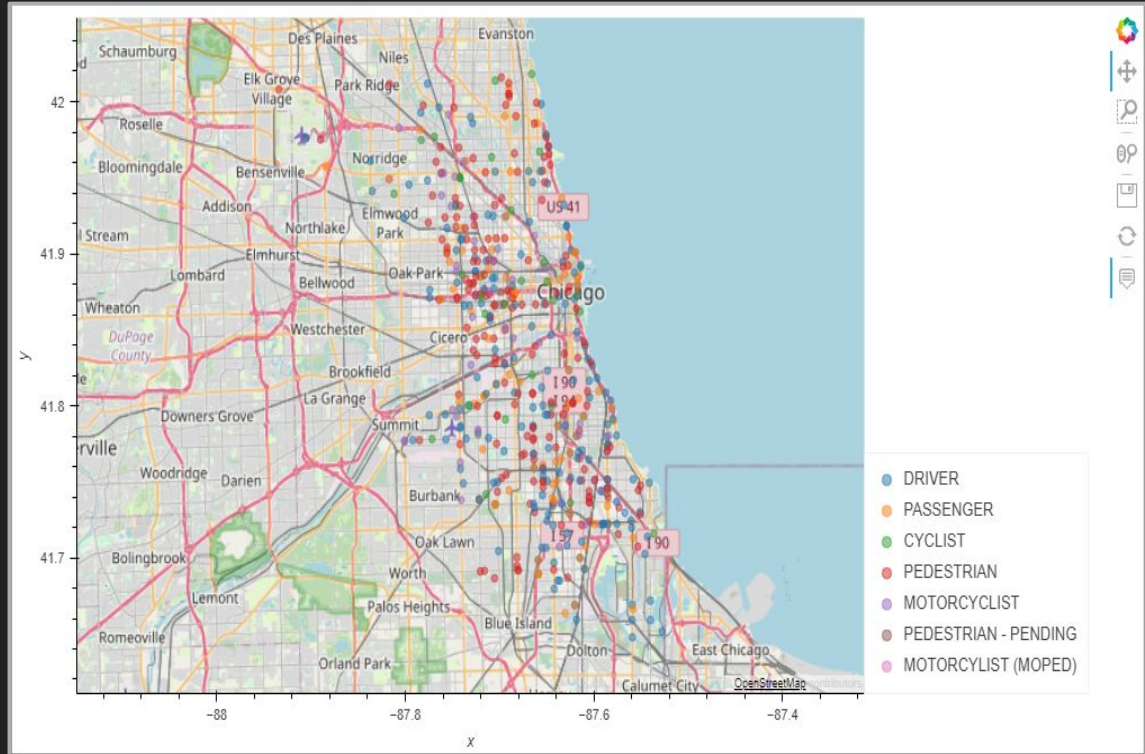 Evanston
Des Plaines
Schaumburg
Niles
Elk Grove
Village
Park Ridge
42
Roselle
Norridge
Bloomingdale
Bensenville
Addison
US 41
Elmwood
Park
Northlake
l Stream
41.9
Elmhurst
Oak Park
Lombard
Bellwood
Chicago
Wheaton
Westchester
Cicero
DuPage
County
y
Brookfield
I 90
La Grange
I 94
41.8
Downers Grove
Summit
rville
Woodridge
Darien
Burbank
DRIVER
PASSENGER
CYCLIST
PEDESTRIAN
MOTORCYCLIST
PEDESTRIAN - PENDING
MOTORCYLIST (MOPED)
I 57
I 90
Oak Lawn
41.7
Bolingbrook
Worth
Lemont
Palos Heights
Blue Island
Romeoville
Dolton
East Chicago
Orland Park
Calumet City
OpenStreetMap contributors
−88
−87.8
−87.6
−87.4
x